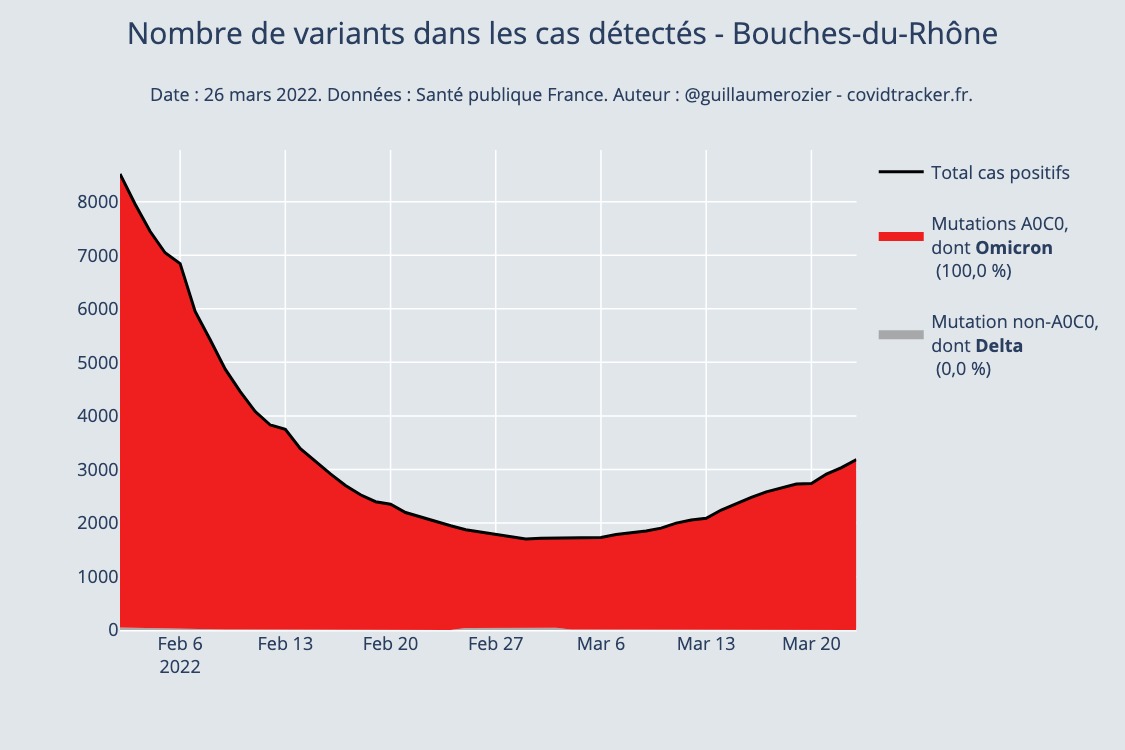 Nombre de variants dans les cas détectés - Bouches-du-Rhône
Date : 26 mars 2022. Données : Santé publique France. Auteur : @guillaumerozier - covidtracker.fr.
Total cas positifs
Mutations A0C0,
dont Omicron
(100,0 %)
Mutation non-A0C0,
dont Delta
(0,0 %)
8000
7000
6000
5000
4000
3000
2000
1000
0
Feb 6
2022
Feb 13
Feb 20
Feb 27
Mar 6
Mar 13
Mar 20